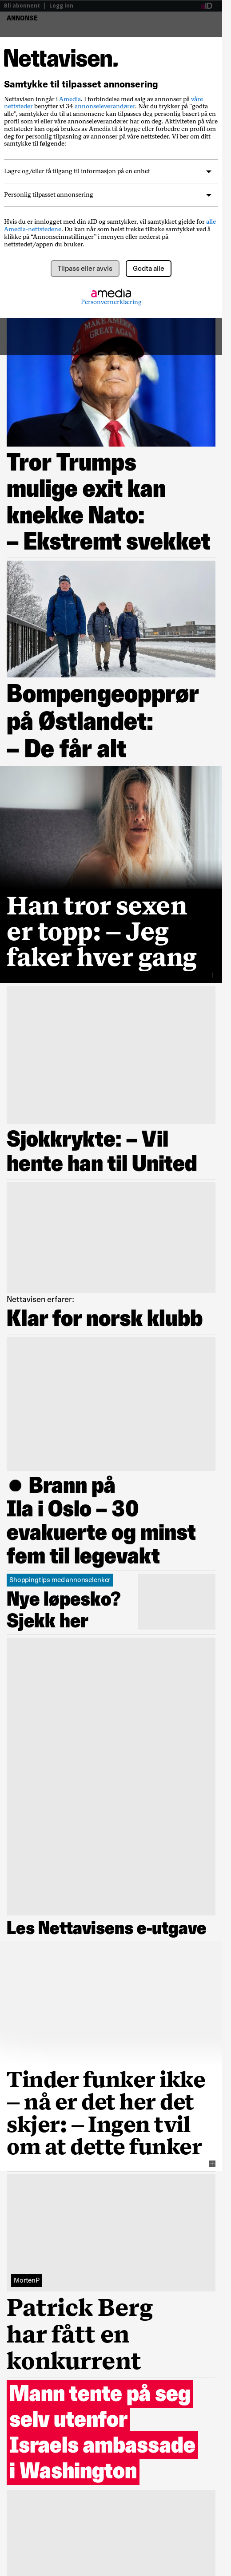 Bli abonnent | Logg inn
aID
ANNONSE
Nettavisen.
Samtykke til tilpasset annonsering
Nettavisen inngår i Amedia. I forbindelse med salg av annonser på våre
nettsteder benytter vi 34 annonseleverandører. Når du trykker på "godta
alle", samtykker du til at annonsene kan tilpasses deg personlig basert på en
profil som vi eller våre annonseleverandører har om deg. Aktiviteten på våre
nettsteder kan også brukes av Amedia til å bygge eller forbedre en profil om
deg for personlig tilpasning av annonser på våre nettsteder. Vi ber om ditt
samtykke til følgende:
Lagre og/eller få tilgang til informasjon på en enhet
Personlig tilpasset annonsering
Hvis du er innlogget med din aID og samtykker, vil samtykket gjelde for alle
Amedia-nettstedene. Du kan når som helst trekke tilbake samtykket ved å
klikke på “Annonseinnstillinger” i menyen eller nederst på
nettstedet/appen du bruker.
Tilpass eller avvis
Godta alle
amedia
Personvernerklæring
Tror Trumps
mulige exit kan
knekke Nato:
– Ekstremt svekket
Bompengeopprør
på Østlandet:
– De får alt
Han tror sexen
er topp: – Jeg
faker hver gang
Sjokkrykte: – Vil
hente han til United
Nettavisen erfarer:
Klar for norsk klubb
● Brann på
Ila i Oslo – 30
evakuerte og minst
fem til legevakt
Shoppingtips med annonselenker
Nye løpesko?
Sjekk her
Les Nettavisens e-utgave
Tinder funker ikke
– nå er det her det
skjer: – Ingen tvil
om at dette funker
MortenP
Patrick Berg
har fått en
konkurrent
Mann tente på seg
selv utenfor
Israels ambassade
i Washington